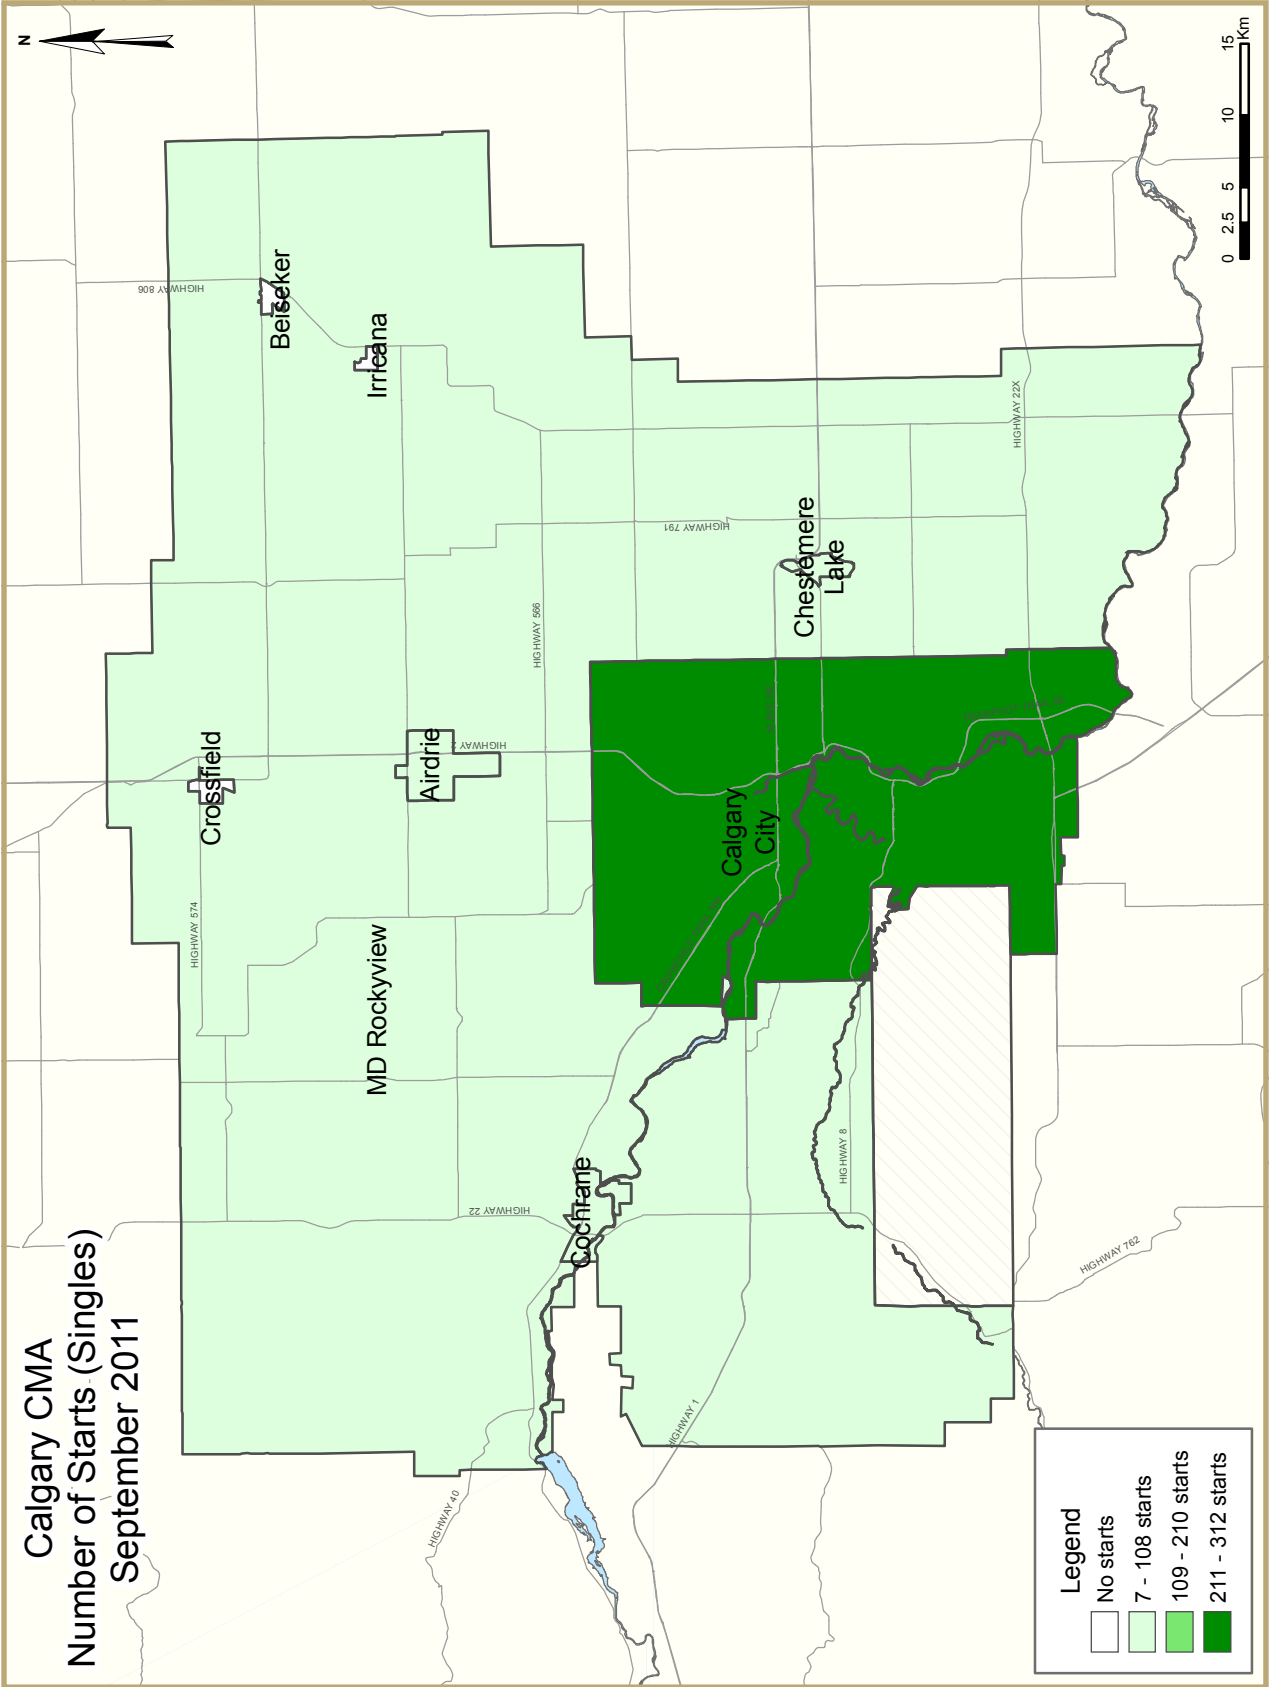 Calgary CMA
Number of Starts (Singles)
September 2011
N
HIGHWAY 574
Crossfield
HIGHWAY 806
Beiseker
Irricana
MD Rockyview
Airdrie
HIGHWAY 2
HIGHWAY 566
HIGHWAY 22
Cochrane
HIGHWAY 40
HIGHWAY 1
HIGHWAY 791
Calgary
City
Chestemere
Lake
HIGHWAY 8
HIGHWAY 22X
HIGHWAY 762
Legend
No starts
7 - 108 starts
109 - 210 starts
211 - 312 starts
0 2.5 5 10 15
Km